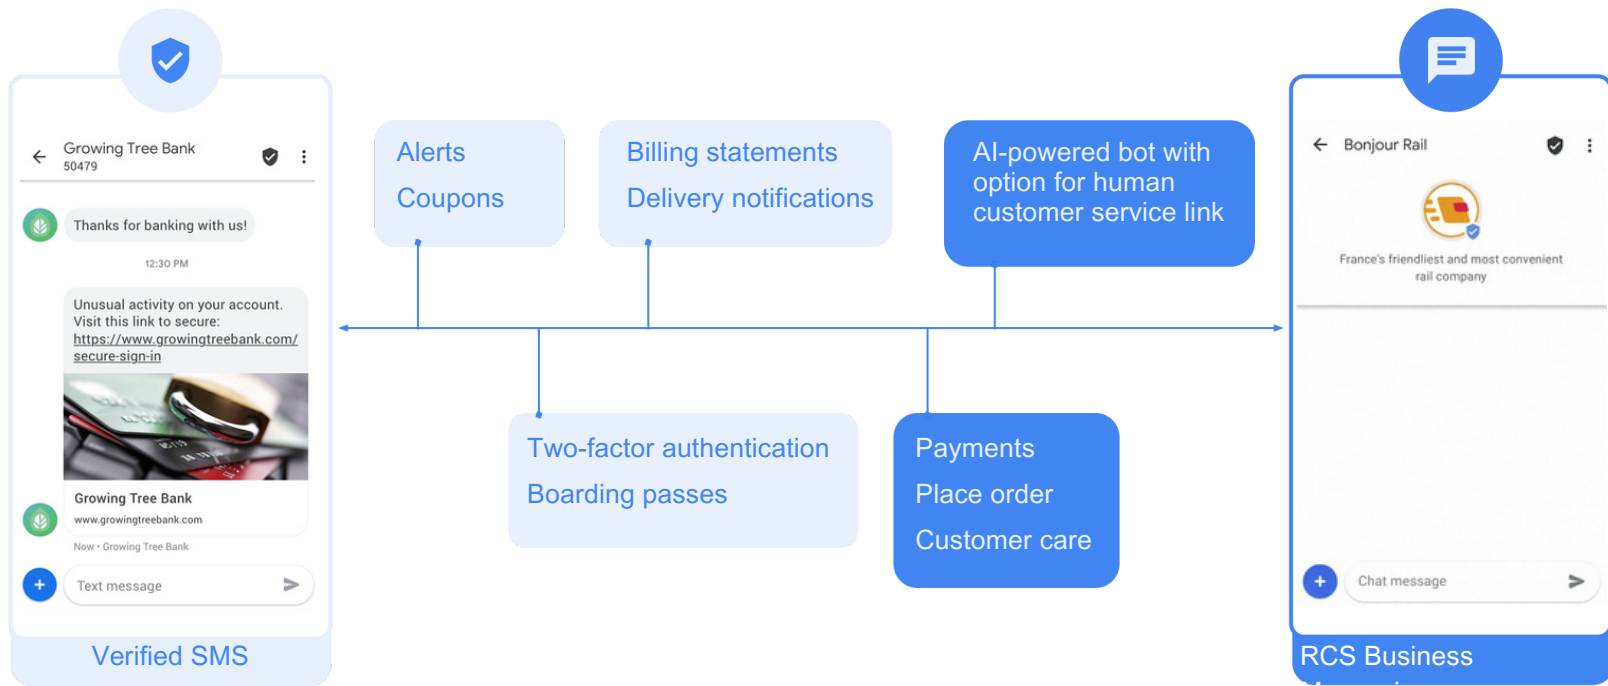 Growing Tree Bank
50479
Thanks for banking with us!
12:30 PM
Unusual activity on your account.
Visit this link to secure:
https://www.growingtreebank.com/
secure-sign-in
Growing Tree Bank
www.growingtreebank.com
Now • Growing Tree Bank
Text message
Verified SMS
Alerts
Coupons
Billing statements
Delivery notifications
AI-powered bot with
option for human
customer service link
Two-factor authentication
Boarding passes
Payments
Place order
Customer care
Bonjour Rail
France's friendliest and most convenient
rail company
Chat message
RCS Business